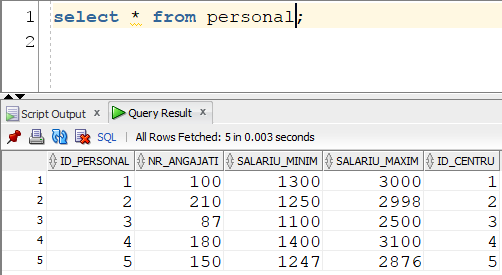 1 select * from personal;
2
Script Output x Query Result x
SQL | All Rows Fetched: 5 in 0.003 seconds
ID_PERSONAL NR_ANGAJATI SALARIU_MINIM SALARIU_MAXIM ID_CENTRU
1 1 100 1300 3000 1
2 2 210 1250 2998 2
3 3 87 1100 2500 3
4 4 180 1400 3100 4
5 5 150 1247 2876 5